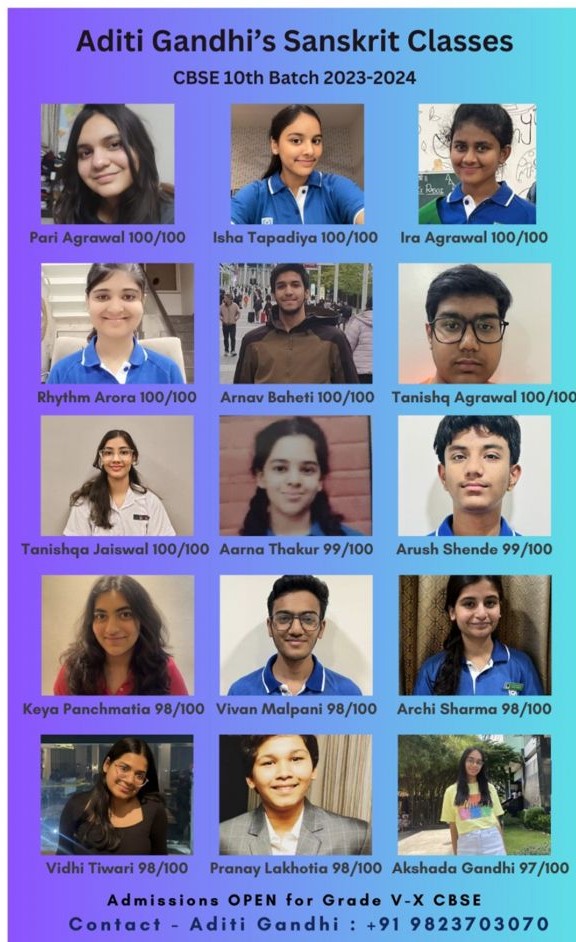 Aditi Gandhi's Sanskrit Classes
CBSE 10th Batch 2023-2024
Pari Agrawal 100/100 Isha Tapadiya 100/100 Ira Agrawal 100/100
Rhythm Arora 100/100 Arnav Baheti 100/100 Tanishq Agrawal 100/100
Tanishqa Jaiswal 100/100 Aarna Thakur 99/100 Arush Shende 99/100
Keya Panchmatia 98/100 Vivan Malpani 98/100 Archi Sharma 98/100
Vidhi Tiwari 98/100 Pranay Lakhotia 98/100 Akshada Gandhi 97/100
Admissions OPEN for Grade V-X CBSE
Contact - Aditi Gandhi : +91 9823703070